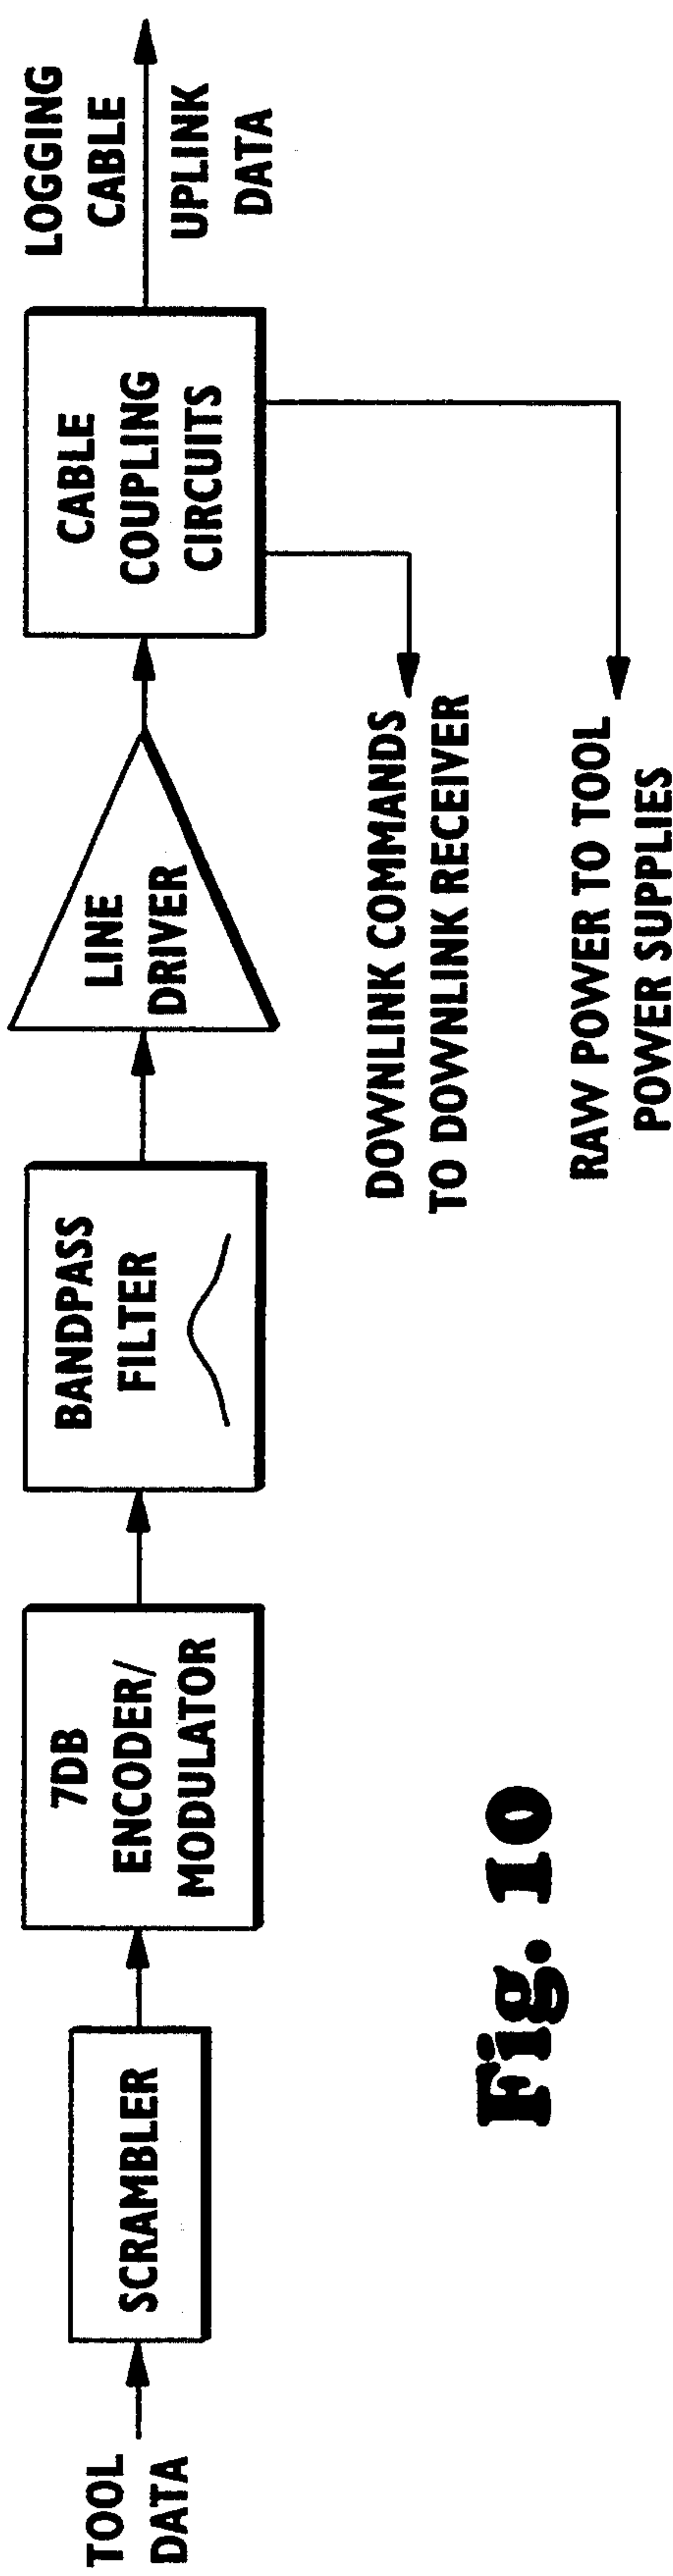 TOOL
DATA
SCRAMBLER
7DB
ENCODER/
MODULATOR
BANDPASS
FILTER
LINE
DRIVER
CABLE
COUPLING
CIRCUITS
LOGGING
CABLE
UPLINK
DATA
DOWNLINK COMMANDS
TO DOWNLINK RECEIVER
RAW POWER TO TOOL
POWER SUPPLIES
Fig. 10